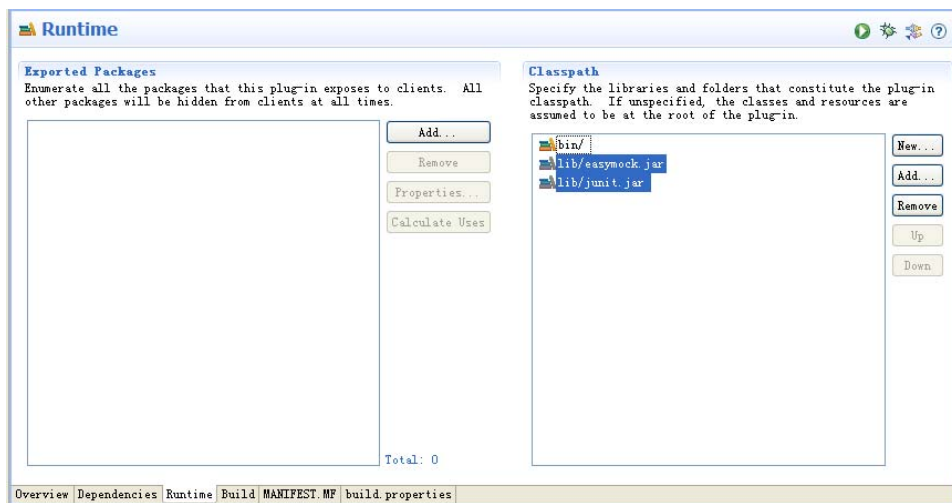 Runtime
Exported Packages
Enumerate all the packages that this plug-in exposes to clients. All
other packages will be hidden from clients at all times.
Add...
Remove
Properties...
Calculate Uses
Total: 0
Classpath
Specify the libraries and folders that constitute the plug-in
classpath. If unspecified, the classes and resources are
assumed to be at the root of the plug-in.
bin/
lib/easymock.jar
lib/junit.jar
New...
Add...
Remove
Up
Down
Overview Dependencies Runtime Build MANIFEST.MF build.properties